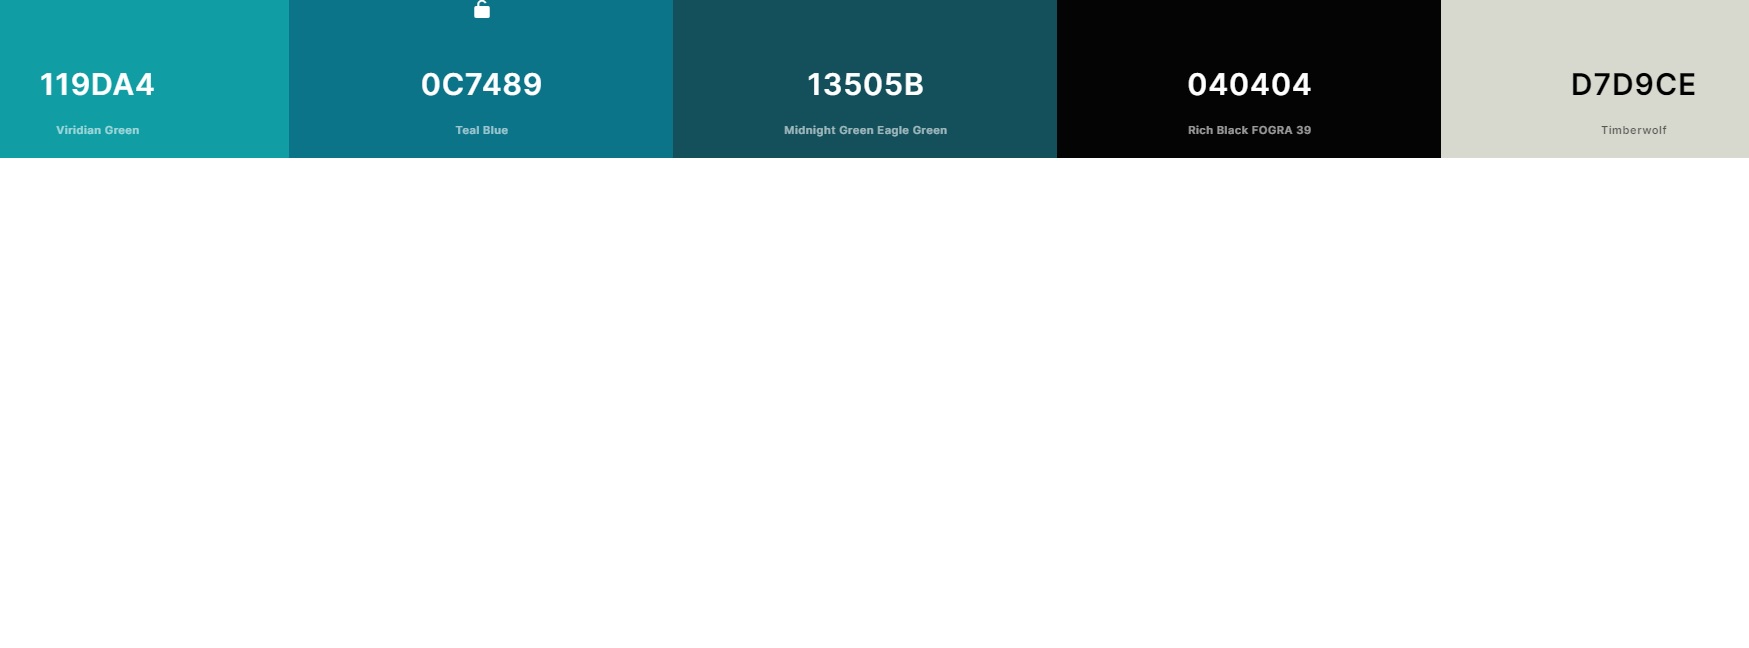 119DA4
Viridian Green
0C7489
Teal Blue
13505B
Midnight Green Eagle Green
040404
Rich Black FOGRA 39
D7D9CE
Timberwolf